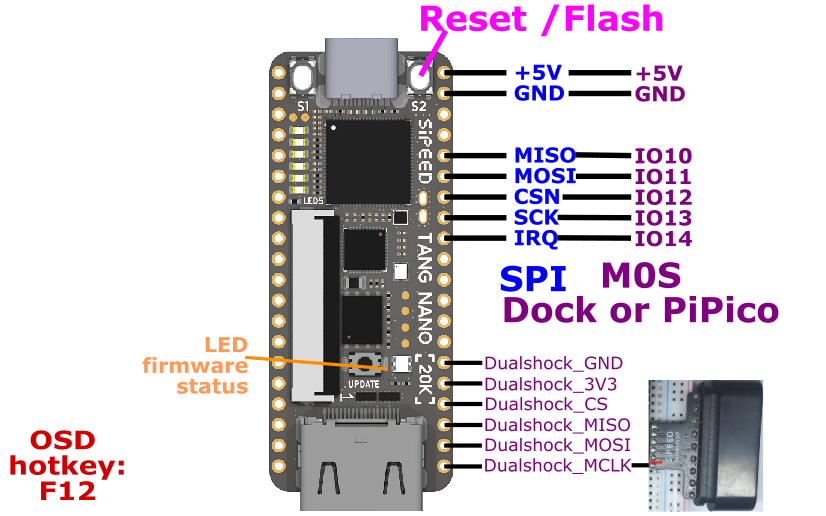 Reset /Flash
+5V +5V
GND GND
S1 S2
SiPEED
MISO IO10
MOSI IO11
CSN IO12
SCK IO13
IRQ IO14
LEDS
TANG NANO
20K
SPI M0S
Dock or PiPico
LED
firmware
status
UPDATE
Dualshock_GND
Dualshock_3V3
Dualshock_CS
Dualshock_MISO
Dualshock_MOSI
Dualshock_MCLK
SiPEED
OSD
hotkey:
F12